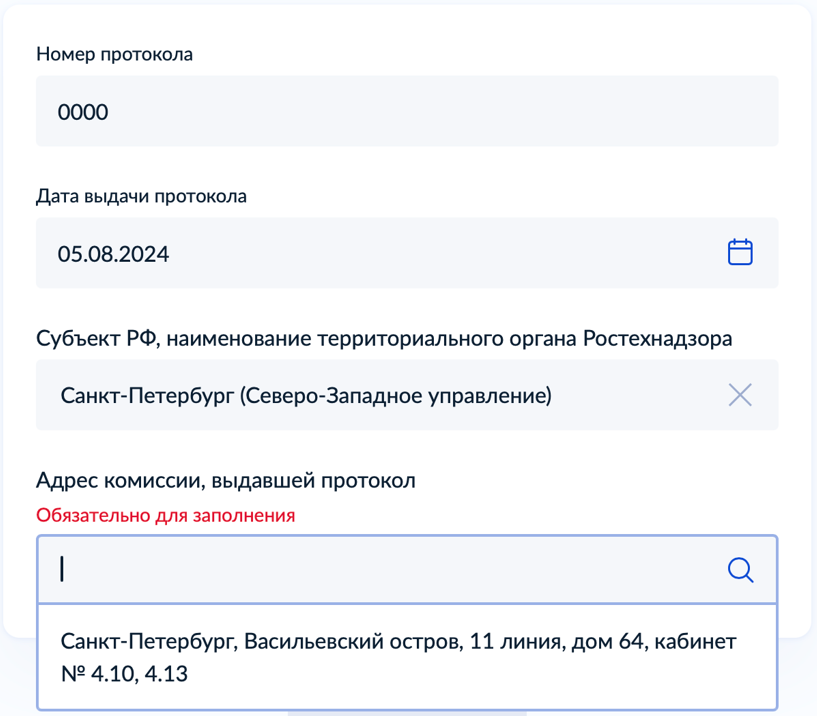 Номер протокола
0000
Дата выдачи протокола
05.08.2024
Субъект РФ, наименование территориального органа Ростехнадзора
Санкт-Петербург (Северо-Западное управление)
Адрес комиссии, выдавшей протокол
Обязательно для заполнения
Санкт-Петербург, Васильевский остров, 11 линия, дом 64, кабинет
№ 4.10, 4.13